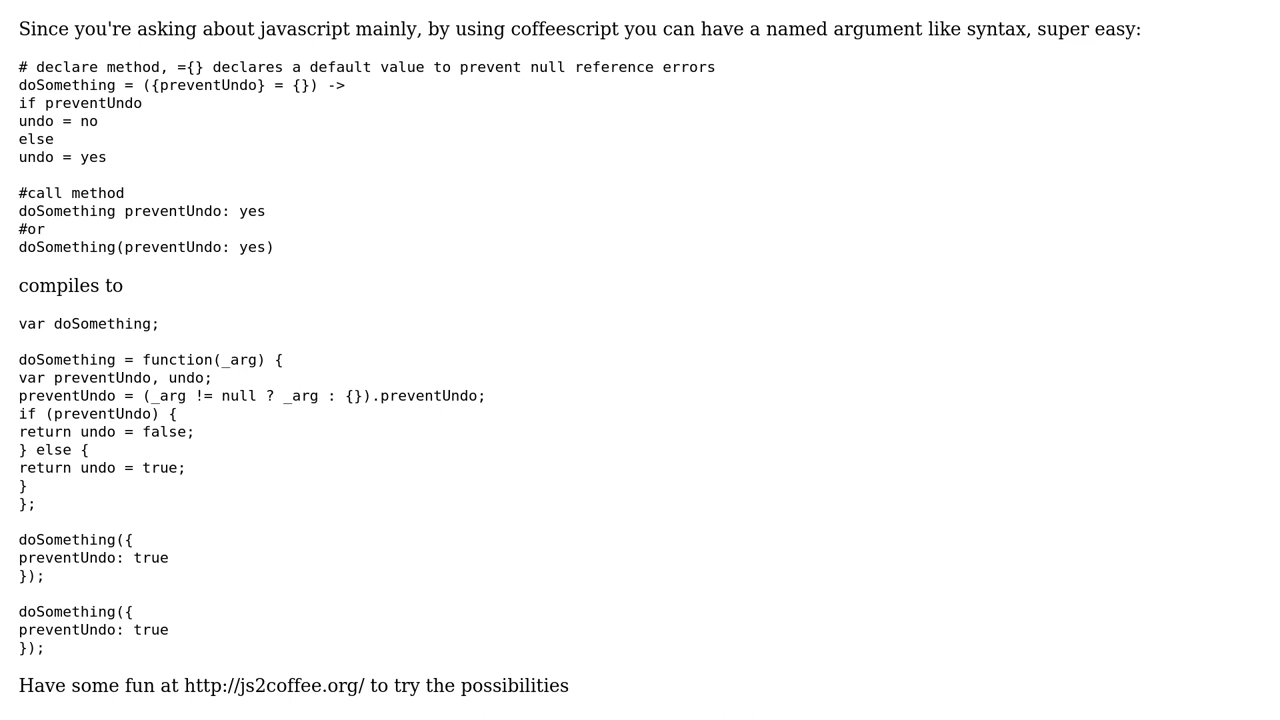 Since you're asking about javascript mainly, by using coffeescript you can have a named argument like syntax, super easy:
# declare method, ={} declares a default value to prevent null reference errors
doSomething = ({preventUndo} = {}) ->
if preventUndo
undo = no
else
undo = yes
#call method
doSomething preventUndo: yes
#or
doSomething(preventUndo: yes)
compiles to
var doSomething;
doSomething = function(_arg) {
var preventUndo, undo;
preventUndo = (_arg != null ? _arg : {}).preventUndo;
if (preventUndo) {
return undo = false;
} else {
return undo = true;
}
};
doSomething({
preventUndo: true
});
doSomething({
preventUndo: true
});
Have some fun at http://js2coffee.org/ to try the possibilities